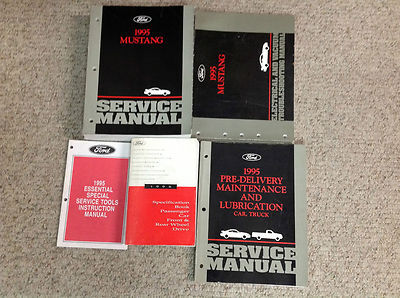 Ford
1995
MUSTANG
SERVICE
MANUAL
Ford
1995
MUSTANG
ELECTRICAL AND VACUUM
TROUBLESHOOTING MANUAL
Ford
1995
ESSENTIAL
SPECIAL
SERVICE TOOLS
INSTRUCTION
MANUAL
Ford
1995
Specification
Book
Passenger
Car
Front &
Rear Wheel
Drive
Ford
1995
PRE-DELIVERY
MAINTENANCE
AND
LUBRICATION
CAR, TRUCK
SERVICE
MANUAL